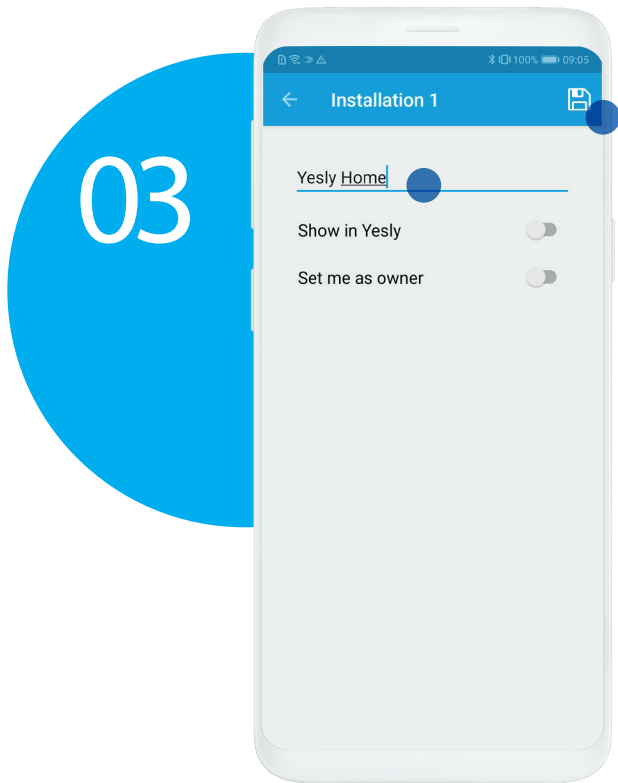 03
100% 09:05
Installation 1
Yesly Home
Show in Yesly
Set me as owner